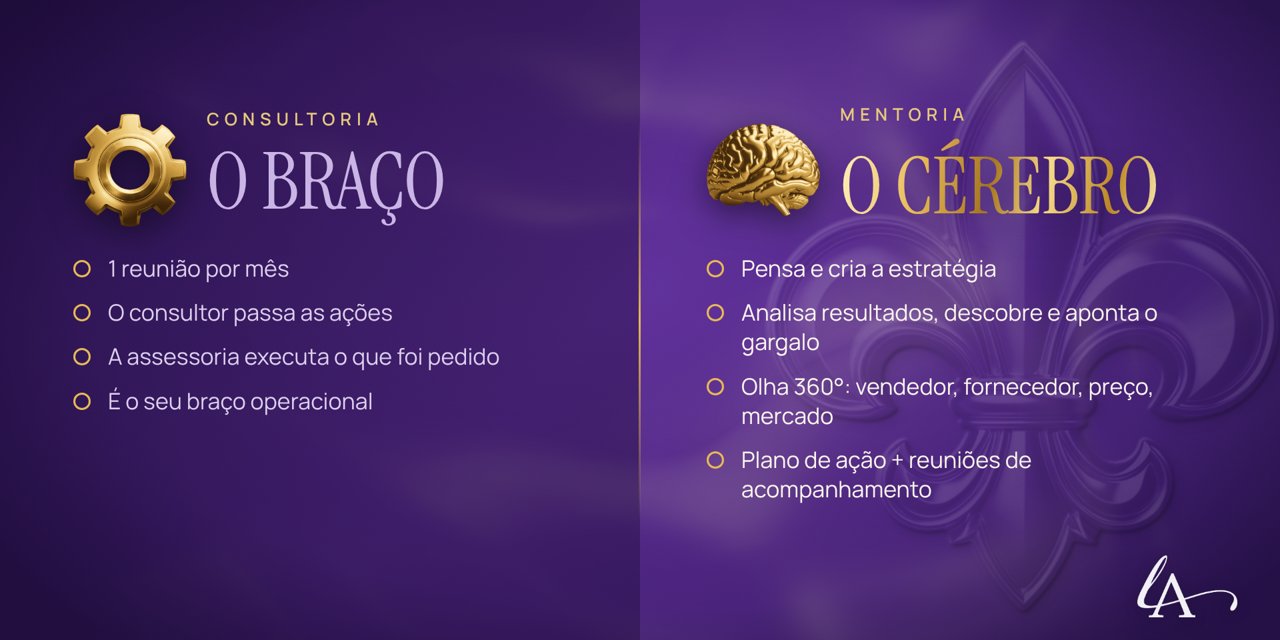 CONSULTORIA
O BRAÇO
1 reunião por mês
O consultor passa as ações
A assessoria executa o que foi pedido
É o seu braço operacional
MENTORIA
O CÉREBRO
Pensa e cria a estratégia
Analisa resultados, descobre e aponta o
gargalo
Olha 360°: vendedor, fornecedor, preço,
mercado
Plano de ação + reuniões de
acompanhamento
lA